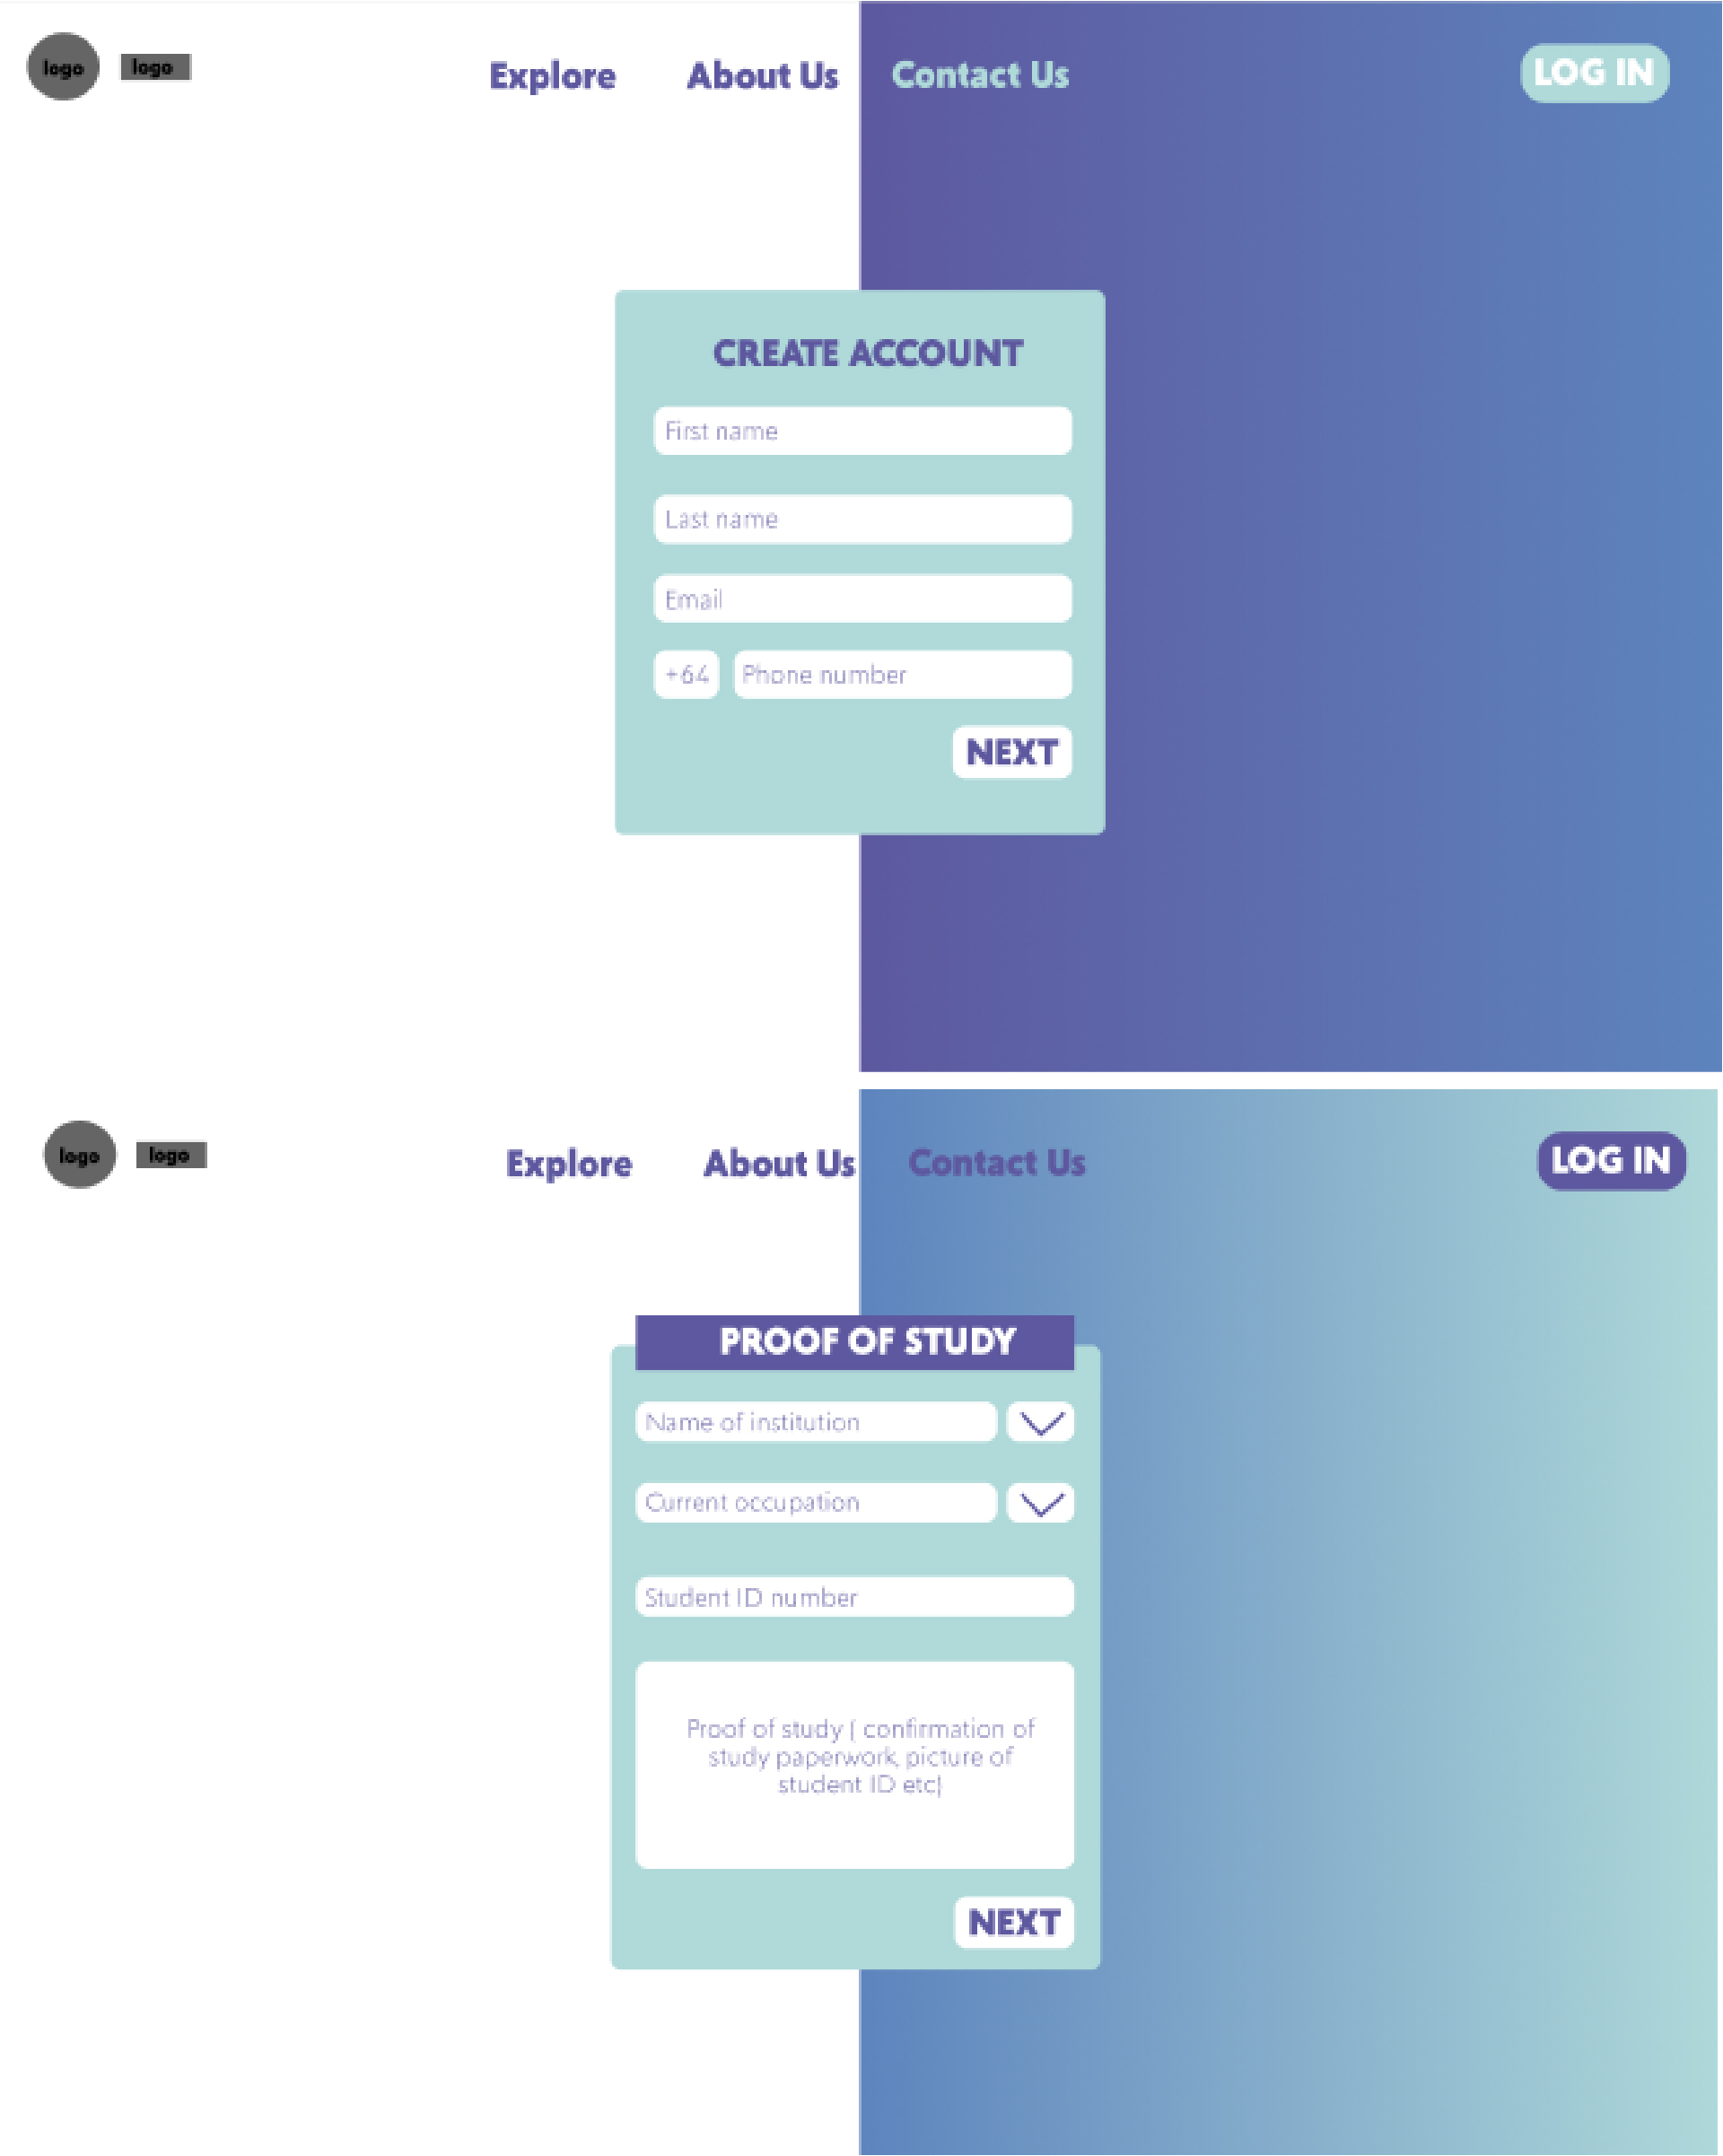 logo logo Explore About Us Contact Us LOG IN
CREATE ACCOUNT
First name
Last name
Email
+64 Phone number
NEXT
logo logo Explore About Us Contact Us LOG IN
PROOF OF STUDY
Name of institution
Current occupation
Student ID number
Proof of study ( confirmation of
study paperwork, picture of
student ID etc)
NEXT